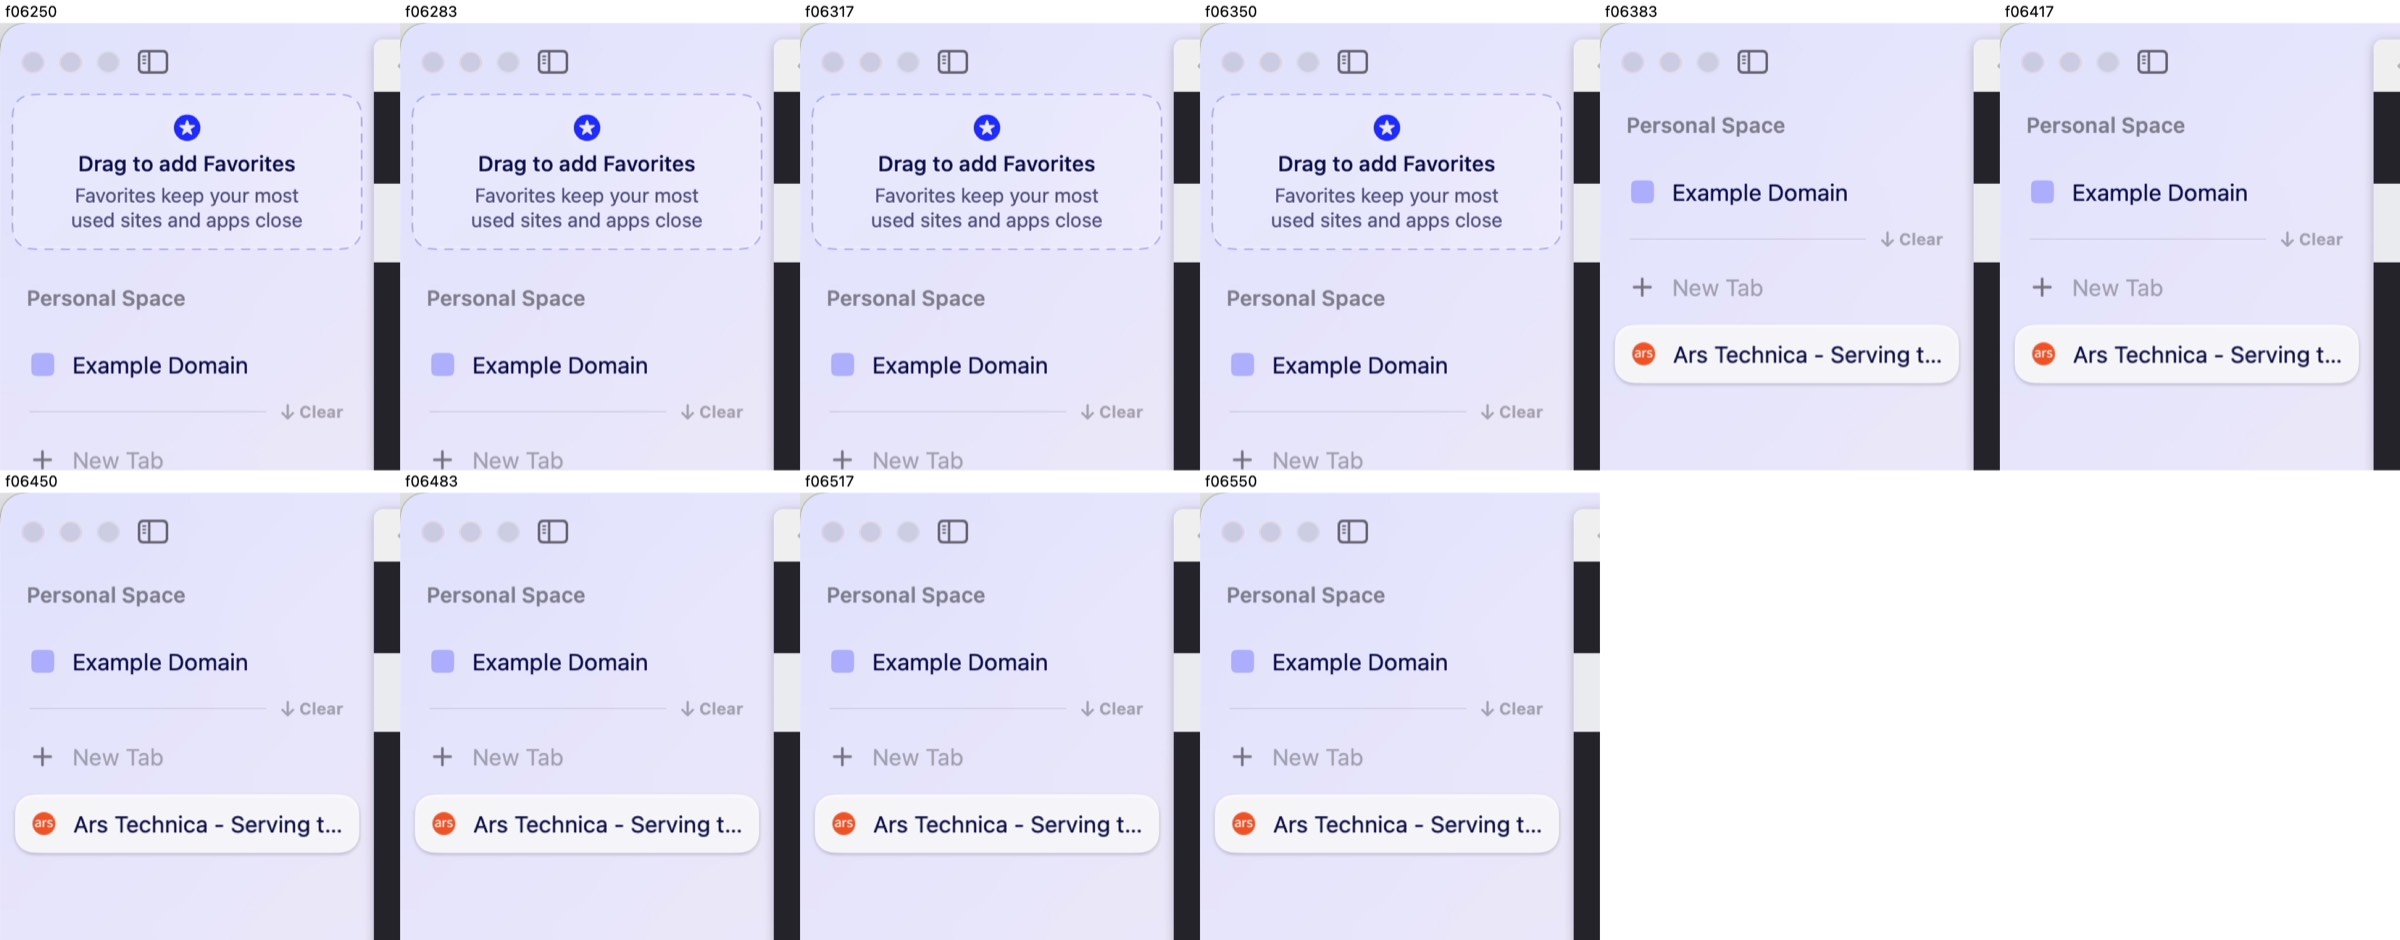 f06250
Drag to add Favorites
Favorites keep your most
used sites and apps close
Personal Space
Example Domain
↓ Clear
+ New Tab
f06283
Drag to add Favorites
Favorites keep your most
used sites and apps close
Personal Space
Example Domain
↓ Clear
+ New Tab
f06317
Drag to add Favorites
Favorites keep your most
used sites and apps close
Personal Space
Example Domain
↓ Clear
+ New Tab
f06350
Drag to add Favorites
Favorites keep your most
used sites and apps close
Personal Space
Example Domain
↓ Clear
+ New Tab
f06383
Personal Space
Example Domain
↓ Clear
+ New Tab
ars Ars Technica - Serving t...
f06417
Personal Space
Example Domain
↓ Clear
+ New Tab
ars Ars Technica - Serving t...
f06450
Personal Space
Example Domain
↓ Clear
+ New Tab
ars Ars Technica - Serving t...
f06483
Personal Space
Example Domain
↓ Clear
+ New Tab
ars Ars Technica - Serving t...
f06517
Personal Space
Example Domain
↓ Clear
+ New Tab
ars Ars Technica - Serving t...
f06550
Personal Space
Example Domain
↓ Clear
+ New Tab
ars Ars Technica - Serving t...